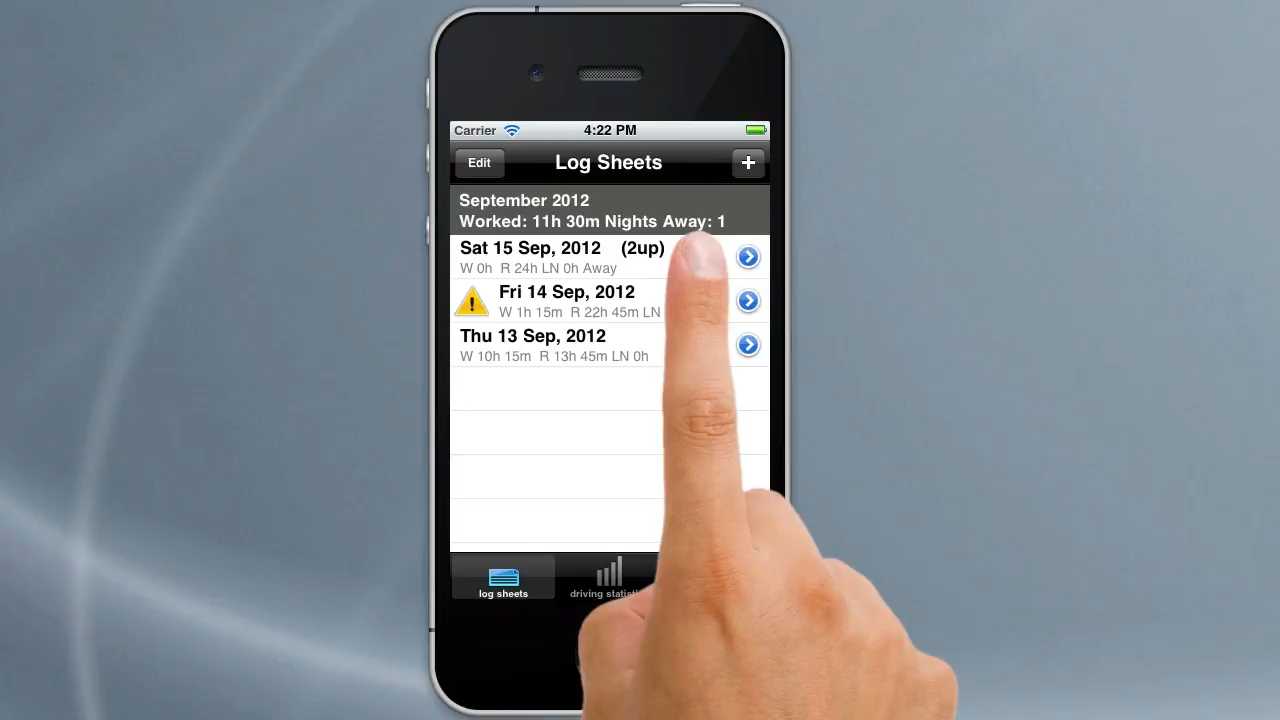 Carrier 4:22 PM
Edit Log Sheets +
September 2012
Worked: 11h 30m Nights Away: 1
Sat 15 Sep, 2012 (2up)
W 0h R 24h LN 0h Away
Fri 14 Sep, 2012
W 1h 15m R 22h 45m LN
Thu 13 Sep, 2012
W 10h 15m R 13h 45m LN 0h
log sheets driving